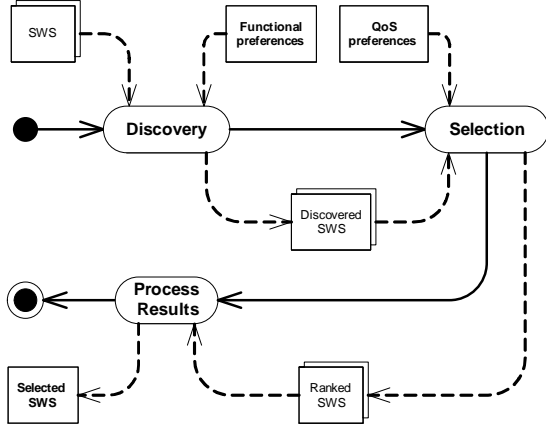 SWS
Functional
preferences
QoS
preferences
Discovery
Selection
Discovered
SWS
Process
Results
Selected
SWS
Ranked
SWS